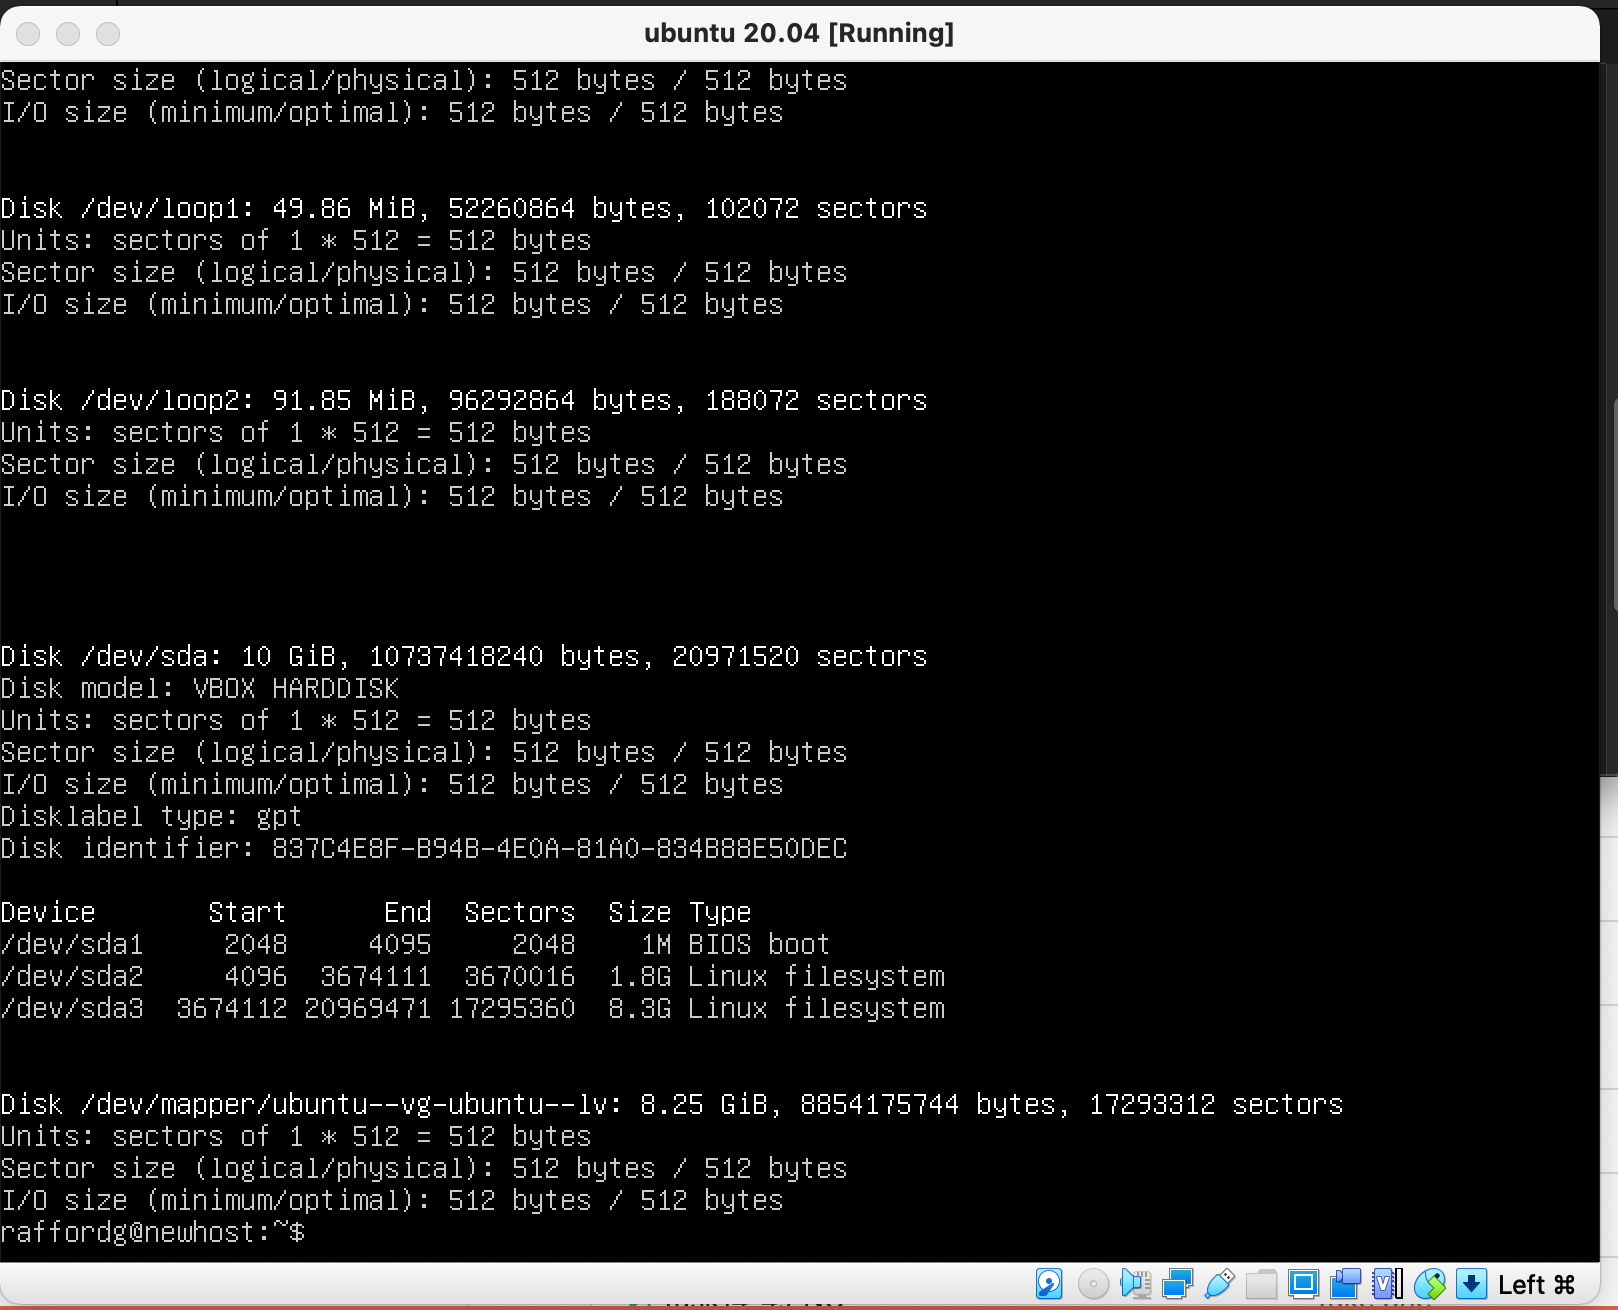 ubuntu 20.04 [Running]
Sector size (logical/physical): 512 bytes / 512 bytes
I/O size (minimum/optimal): 512 bytes / 512 bytes
Disk /dev/loop1: 49.86 MiB, 52260864 bytes, 102072 sectors
Units: sectors of 1 * 512 = 512 bytes
Sector size (logical/physical): 512 bytes / 512 bytes
I/O size (minimum/optimal): 512 bytes / 512 bytes
Disk /dev/loop2: 91.85 MiB, 96292864 bytes, 188072 sectors
Units: sectors of 1 * 512 = 512 bytes
Sector size (logical/physical): 512 bytes / 512 bytes
I/O size (minimum/optimal): 512 bytes / 512 bytes
Disk /dev/sda: 10 GiB, 10737418240 bytes, 20971520 sectors
Disk model: VBOX HARDDISK
Units: sectors of 1 * 512 = 512 bytes
Sector size (logical/physical): 512 bytes / 512 bytes
I/O size (minimum/optimal): 512 bytes / 512 bytes
Disklabel type: gpt
Disk identifier: 837C4E8F-B94B-4E0A-81A0-834B88E50DEC
Device       Start      End  Sectors  Size Type
/dev/sda1     2048     4095     2048    1M BIOS boot
/dev/sda2     4096  3674111  3670016  1.8G Linux filesystem
/dev/sda3  3674112 20969471 17295360  8.3G Linux filesystem
Disk /dev/mapper/ubuntu--vg-ubuntu--lv: 8.25 GiB, 8854175744 bytes, 17293312 sectors
Units: sectors of 1 * 512 = 512 bytes
Sector size (logical/physical): 512 bytes / 512 bytes
I/O size (minimum/optimal): 512 bytes / 512 bytes
raffordg@newhost:~$
Left ⌘